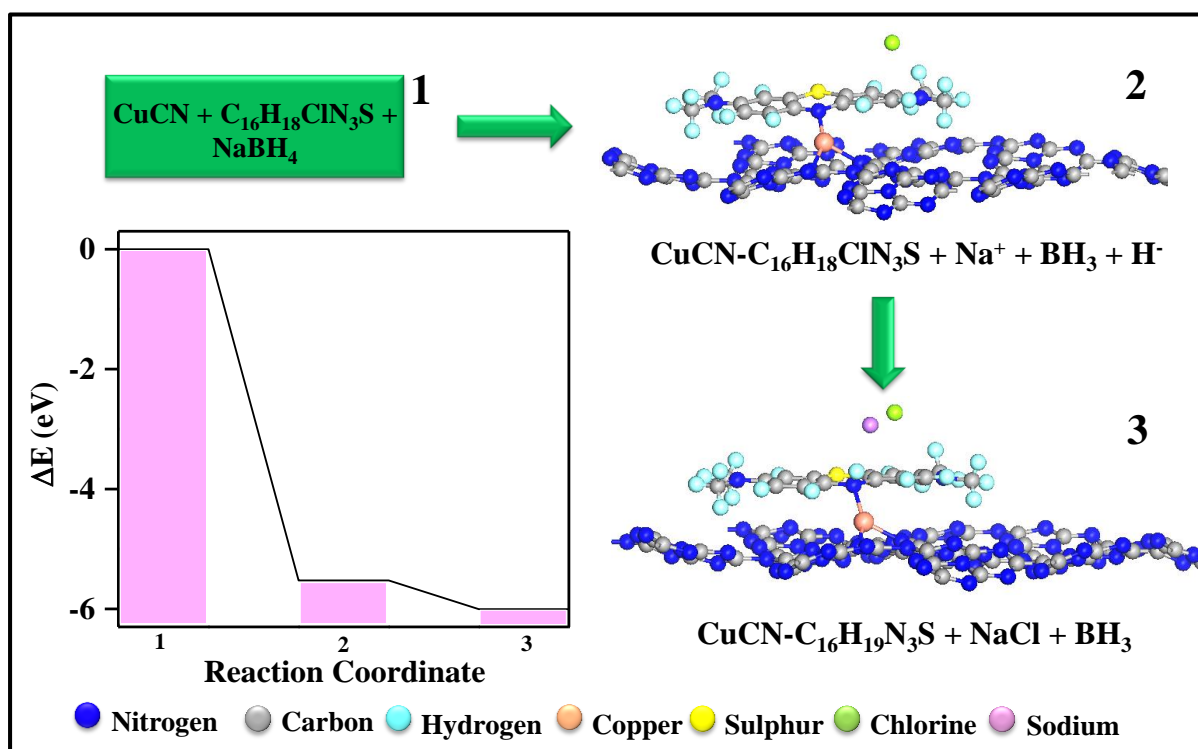 1
CuCN + C₁₆H₁₈ClN₃S +
NaBH₄
2
CuCN-C₁₆H₁₈ClN₃S + Na⁺ + BH₃ + H⁻
3
CuCN-C₁₆H₁₉N₃S + NaCl + BH₃
ΔE (eV)
0
-2
-4
-6
1 2 3
Reaction Coordinate
Nitrogen Carbon Hydrogen Copper Sulphur Chlorine Sodium